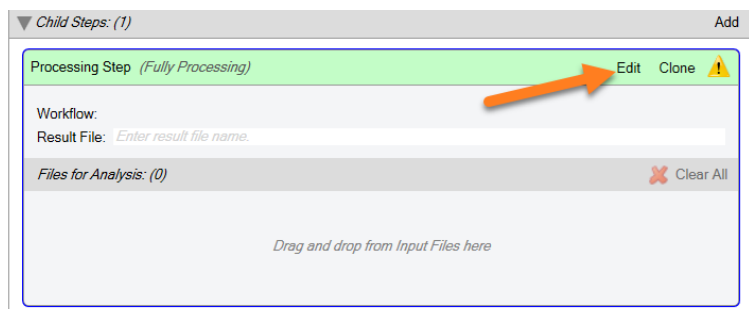 Child Steps: (1) Add
Processing Step (Fully Processing) Edit Clone
Workflow:
Result File: Enter result file name.
Files for Analysis: (0) Clear All
Drag and drop from Input Files here